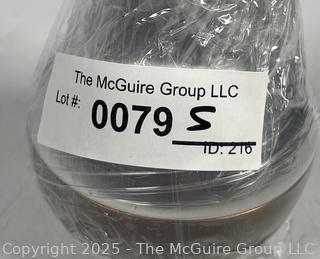 The McGuire Group LLC
Lot #: 0079 S
ID: 216
Copyright © 2025 - The McGuire Group LLC